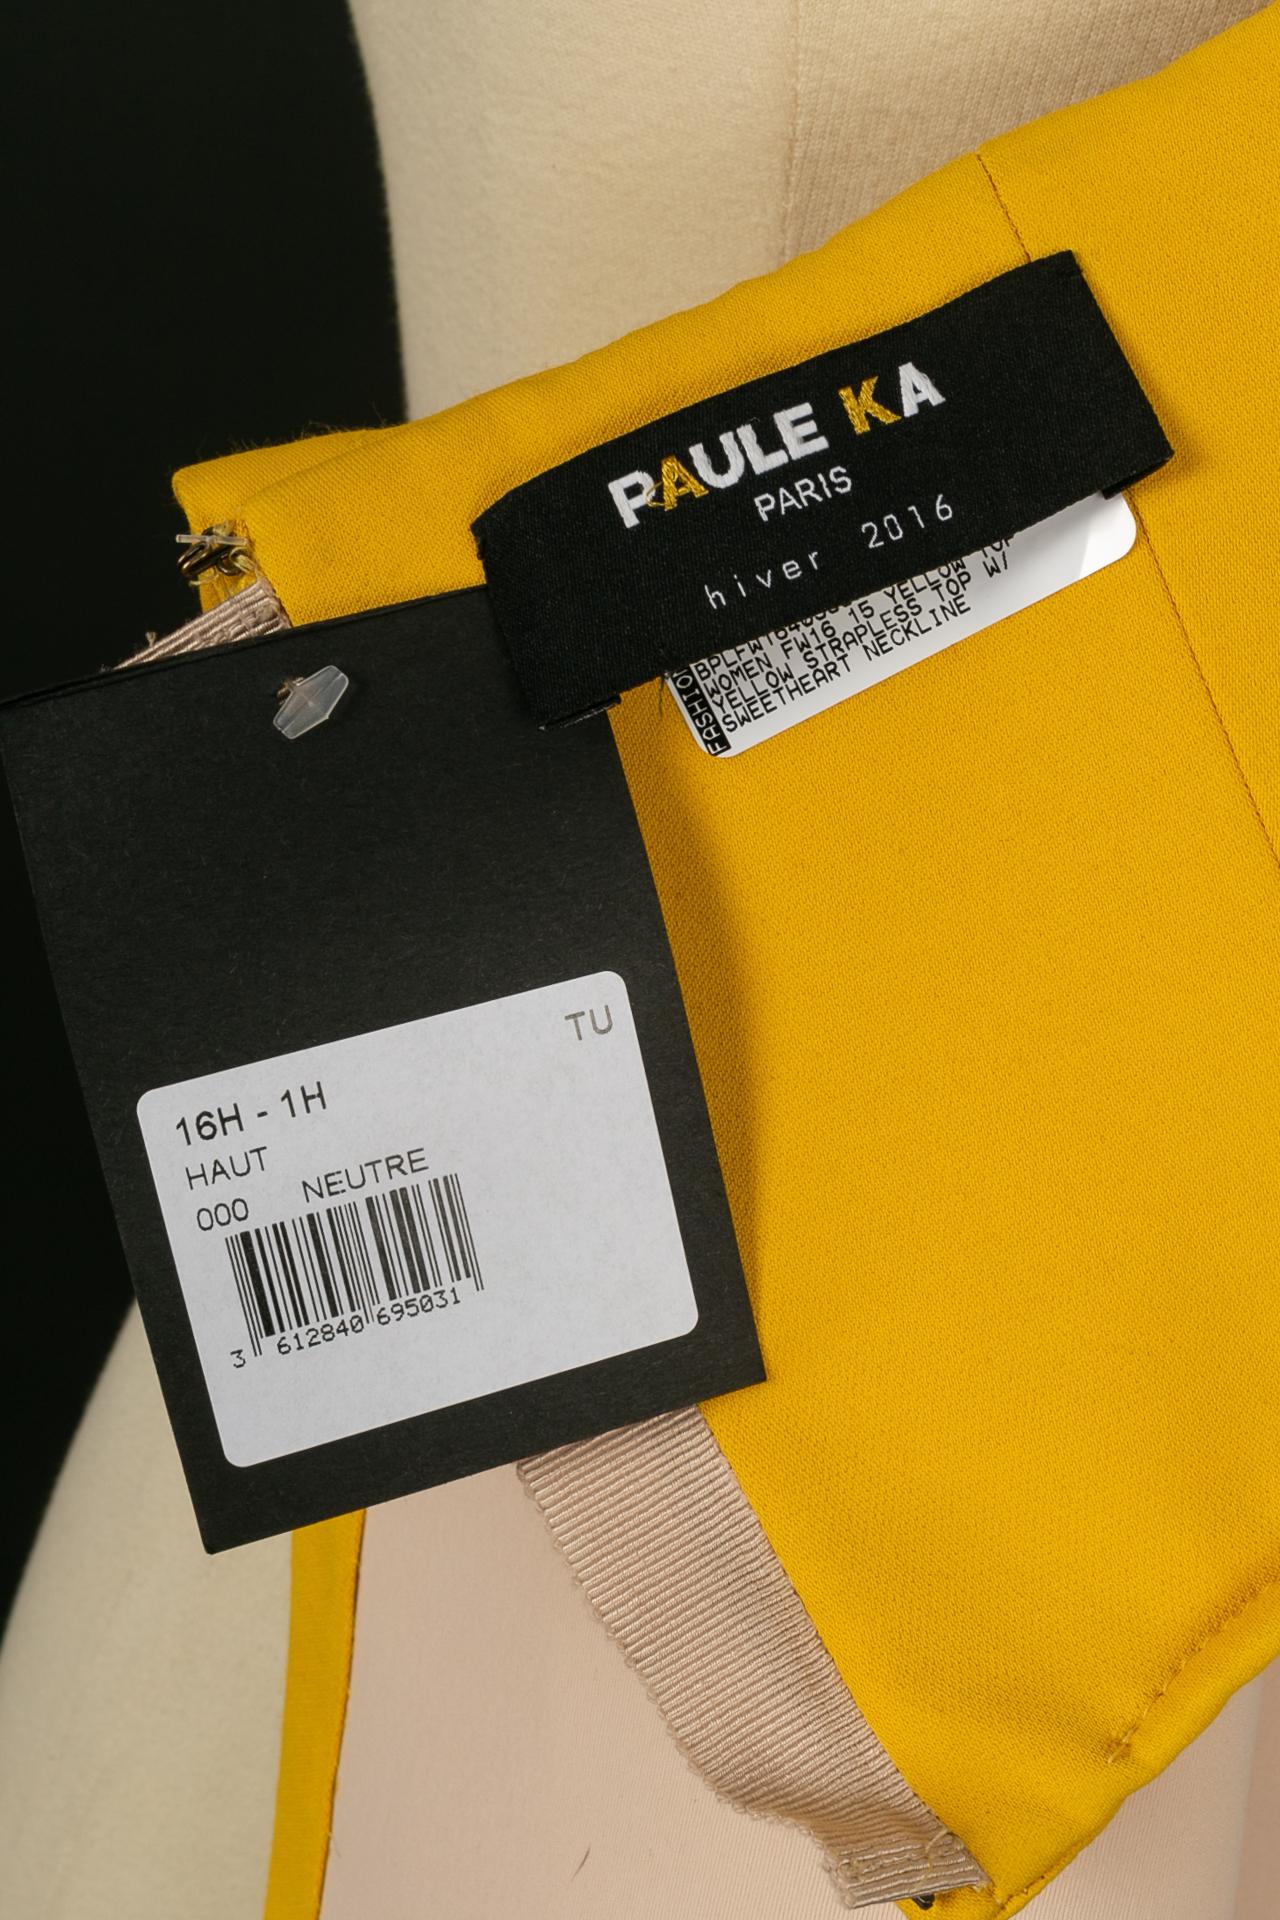 PAULE KA
PARIS
hiver 2016
TOP
WOMEN FW16 15 YELLOW
YELLOW STRAPLESS TOP W/
SWEETHEART NECKLINE
FASHION
TU
16H - 1H
HAUT
000 NEUTRE
3 612840 695031